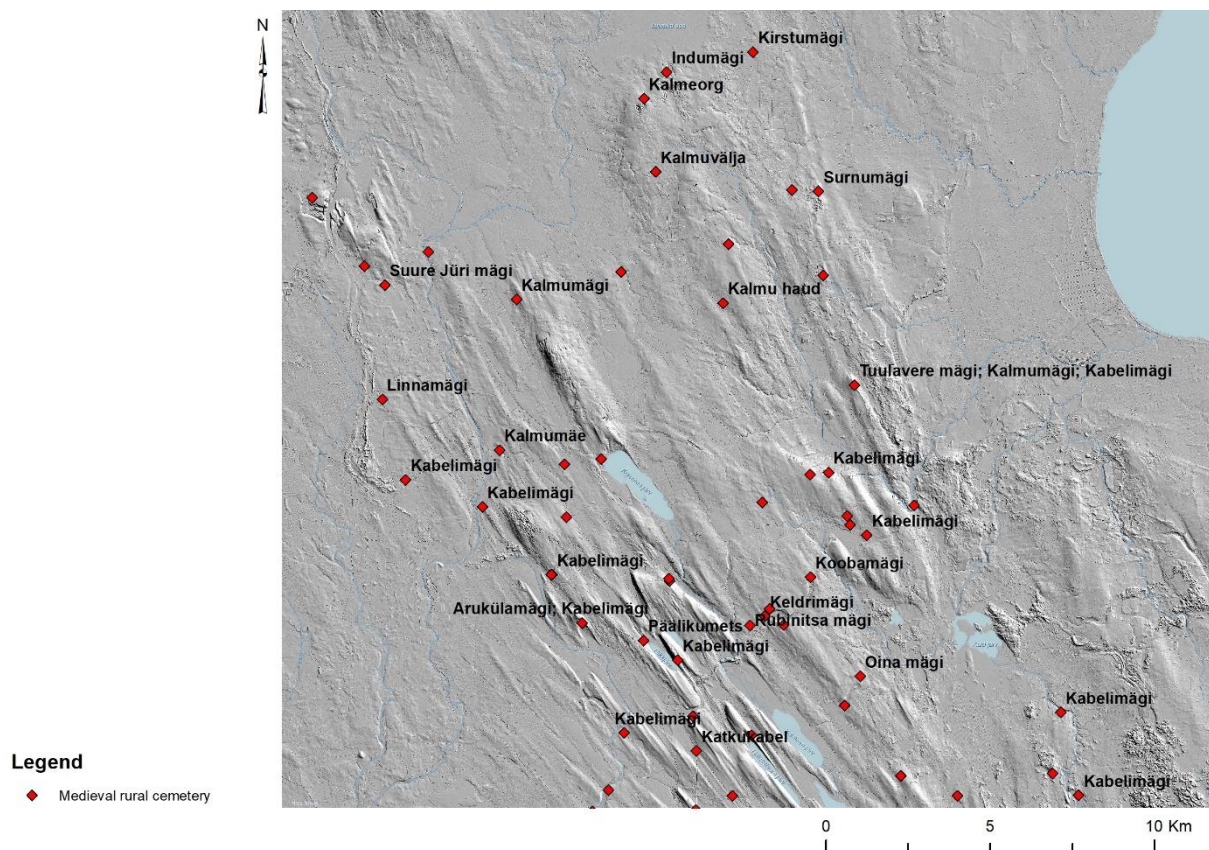 N
Kirstumägi
Indumägi
Kalmeorg
Kalmuvälja
Surnumägi
Suure Jüri mägi
Kalmumägi
Kalmu haud
Tuulavere mägi; Kalmumägi; Kabelimägi
Linnamägi
Kalmumäe
Kabelimägi
Kabelimägi
Kabelimägi
Kabelimägi
Kabelimägi
Koobamägi
Keldrimägi
Arukülamägi; Kabelimägi
Päälikumets
Rubinitsa mägi
Kabelimägi
Oina mägi
Kabelimägi
Kabelimägi
Katkukabel
Kabelimägi
Legend
Medieval rural cemetery
0 5 10 Km